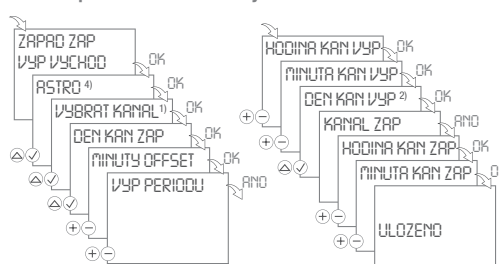 ZAPAD ZAP
VYP VYCHOD
OK
ASTRO 4)
OK
VYBRAT KANAL 1)
OK
DEN KAN ZAP
OK
MINUTY OFFSET
OK
VYP PERIODU
ANO
HODINA KAN VYP
OK
MINUTA KAN VYP
OK
DEN KAN VYP 2)
OK
KANAL ZAP
ANO
HODINA KAN ZAP
OK
MINUTA KAN ZAP
ULOZENO